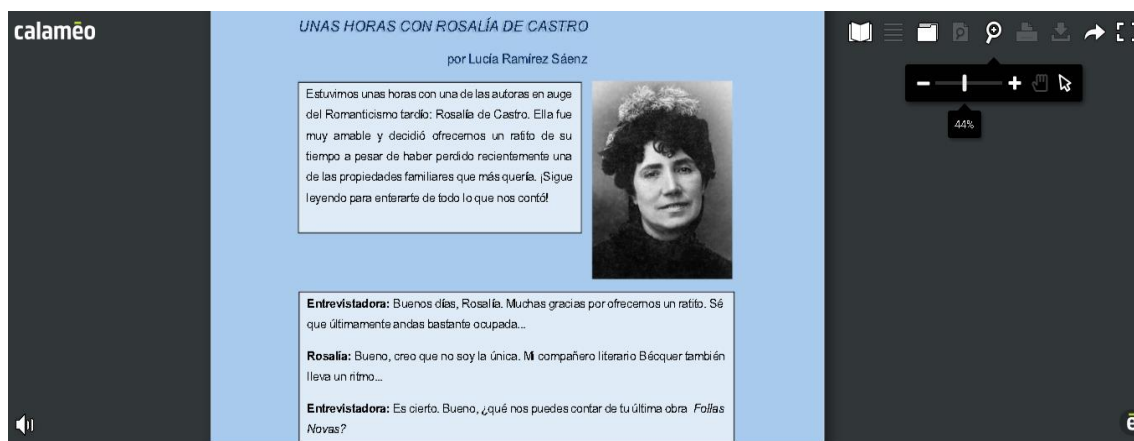 calamēo
UNAS HORAS CON ROSALÍA DE CASTRO
por Lucía Ramírez Sáenz
Estuvimos unas horas con una de las autoras en auge
del Romanticismo tardío: Rosalía de Castro. Ella fue
muy amable y decidió ofrecernos un ratito de su
tiempo a pesar de haber perdido recientemente una
de las propiedades familiares que más quería. ¡Sigue
leyendo para enterarte de todo lo que nos contó!
44%
Entrevistadora: Buenos días, Rosalía. Muchas gracias por ofrecernos un ratito. Sé
que últimamente andas bastante ocupada...
Rosalía: Bueno, creo que no soy la única. Mi compañero literario Bécquer también
lleva un ritmo...
Entrevistadora: Es cierto. Bueno, ¿qué nos puedes contar de tu última obra Follas
Novas?